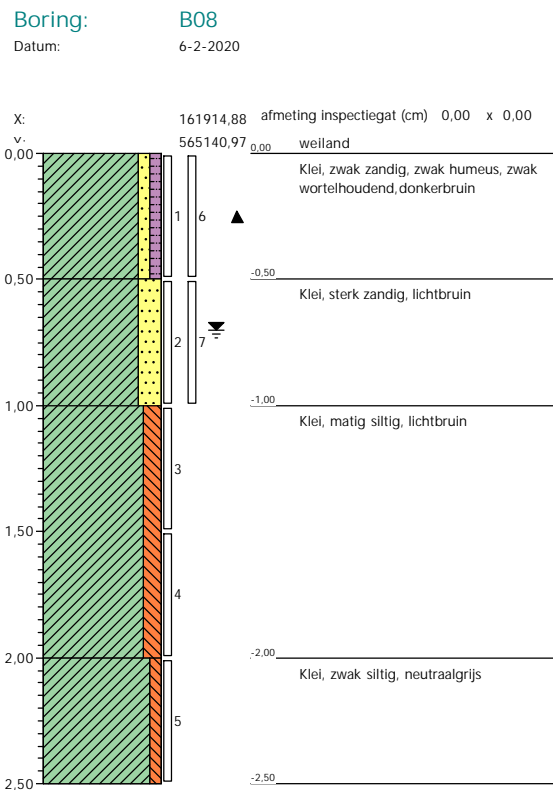 Boring: B08
Datum: 6-2-2020
X: 161914,88 afmeting inspectiegat (cm) 0,00 x 0,00
Y: 565140,97
0,00 0,00 weiland
Klei, zwak zandig, zwak humeus, zwak
wortelhoudend, donkerbruin
1 6
0,50 -0,50
Klei, sterk zandig, lichtbruin
2 7
1,00 -1,00
Klei, matig siltig, lichtbruin
3
1,50
4
2,00 -2,00
Klei, zwak siltig, neutraalgrijs
5
2,50 -2,50